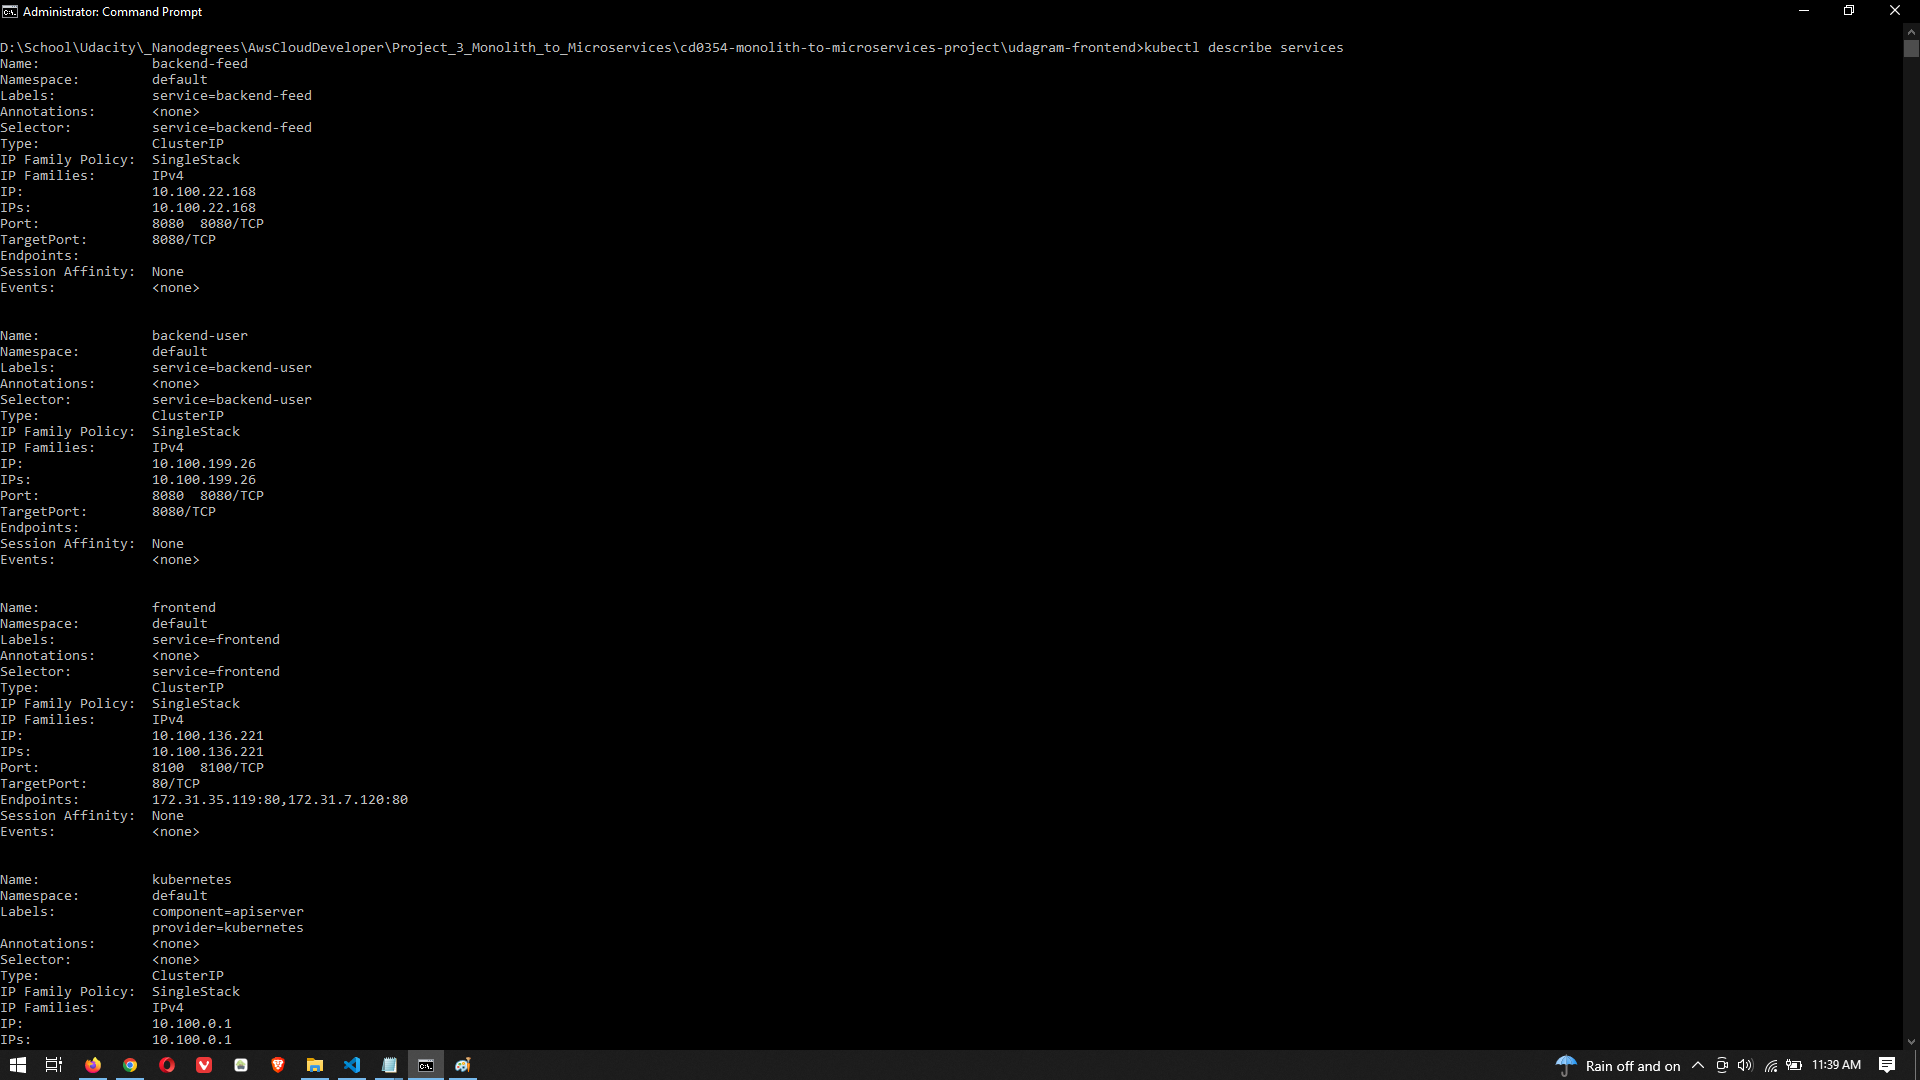 Administrator: Command Prompt
D:\School\Udacity\_Nanodegrees\AwsCloudDeveloper\Project_3_Monolith_to_Microservices\cd0354-monolith-to-microservices-project\udagram-frontend>kubectl describe services
Name:              backend-feed
Namespace:         default
Labels:            service=backend-feed
Annotations:       <none>
Selector:          service=backend-feed
Type:              ClusterIP
IP Family Policy:  SingleStack
IP Families:       IPv4
IP:                10.100.22.168
IPs:               10.100.22.168
Port:              8080  8080/TCP
TargetPort:        8080/TCP
Endpoints:
Session Affinity:  None
Events:            <none>
Name:              backend-user
Namespace:         default
Labels:            service=backend-user
Annotations:       <none>
Selector:          service=backend-user
Type:              ClusterIP
IP Family Policy:  SingleStack
IP Families:       IPv4
IP:                10.100.199.26
IPs:               10.100.199.26
Port:              8080  8080/TCP
TargetPort:        8080/TCP
Endpoints:
Session Affinity:  None
Events:            <none>
Name:              frontend
Namespace:         default
Labels:            service=frontend
Annotations:       <none>
Selector:          service=frontend
Type:              ClusterIP
IP Family Policy:  SingleStack
IP Families:       IPv4
IP:                10.100.136.221
IPs:               10.100.136.221
Port:              8100  8100/TCP
TargetPort:        80/TCP
Endpoints:         172.31.35.119:80,172.31.7.120:80
Session Affinity:  None
Events:            <none>
Name:              kubernetes
Namespace:         default
Labels:            component=apiserver
                   provider=kubernetes
Annotations:       <none>
Selector:          <none>
Type:              ClusterIP
IP Family Policy:  SingleStack
IP Families:       IPv4
IP:                10.100.0.1
IPs:               10.100.0.1
Rain off and on
11:39 AM